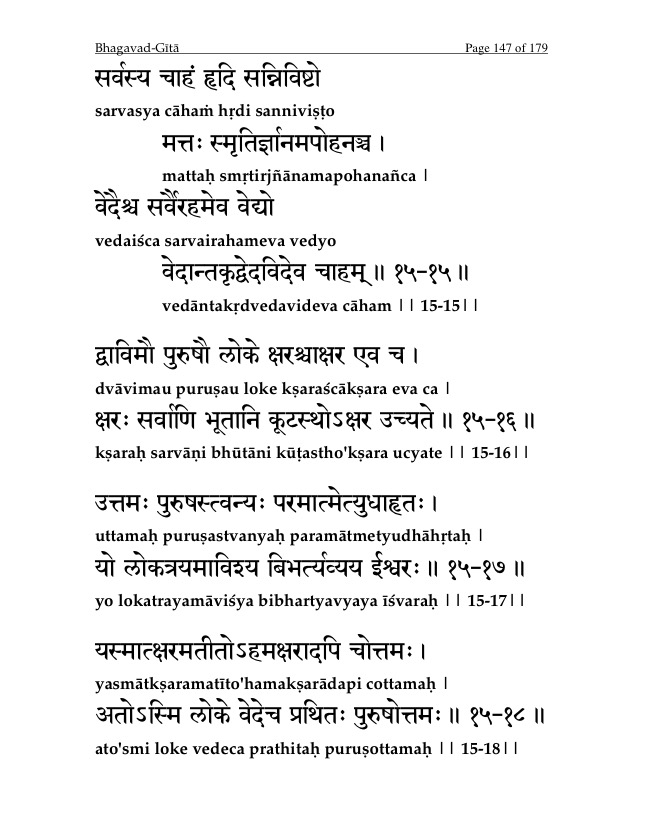 Bhagavad-Gītā Page 147 of 179
सर्वस्य चाहं हृदि सन्निविष्टो
sarvasya cāhaṁ hṛdi sanniviṣṭo
मत्तः स्मृतिर्ज्ञानमपोहनञ्च ।
mattaḥ smṛtirjñānamapohanañca |
वेदैश्च सर्वैरहमेव वेद्यो
vedaiśca sarvairahameva vedyo
वेदान्तकृद्वेदविदेव चाहम् ॥ १५-१५ ॥
vedāntakṛdvedavideva cāham || 15-15||
द्वाविमौ पुरुषौ लोके क्षरश्चाक्षर एव च ।
dvāvimau puruṣau loke kṣaraścākṣara eva ca |
क्षरः सर्वाणि भूतानि कूटस्थोऽक्षर उच्यते ॥ १५-१६ ॥
kṣaraḥ sarvāṇi bhūtāni kūṭastho'kṣara ucyate || 15-16||
उत्तमः पुरुषस्त्वन्यः परमात्मेत्युधाहृतः ।
uttamaḥ puruṣastvanyaḥ paramātmetyudhāhṛtaḥ |
यो लोकत्रयमाविश्य बिभर्त्यव्यय ईश्वरः ॥ १५-१७ ॥
yo lokatrayamāviśya bibhartyavyaya īśvaraḥ || 15-17||
यस्मात्क्षरमतीतोऽहमक्षरादपि चोत्तमः ।
yasmātkṣaramatīto'hamakṣarādapi cottamaḥ |
अतोऽस्मि लोके वेदेच प्रथितः पुरुषोत्तमः ॥ १५-१८ ॥
ato'smi loke vedeca prathitaḥ puruṣottamaḥ || 15-18||